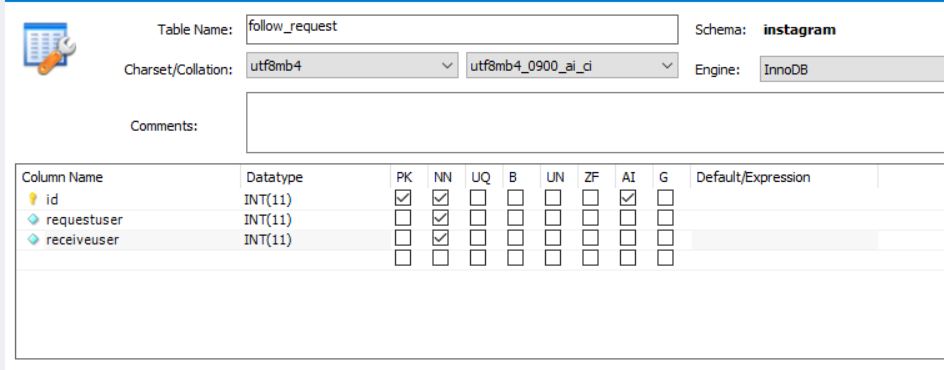 Table Name: follow_request Schema: instagram
Charset/Collation: utf8mb4 utf8mb4_0900_ai_ci Engine: InnoDB
Comments:
Column Name Datatype PK NN UQ B UN ZF AI G Default/Expression
id INT(11)
requestuser INT(11)
receiveuser INT(11)